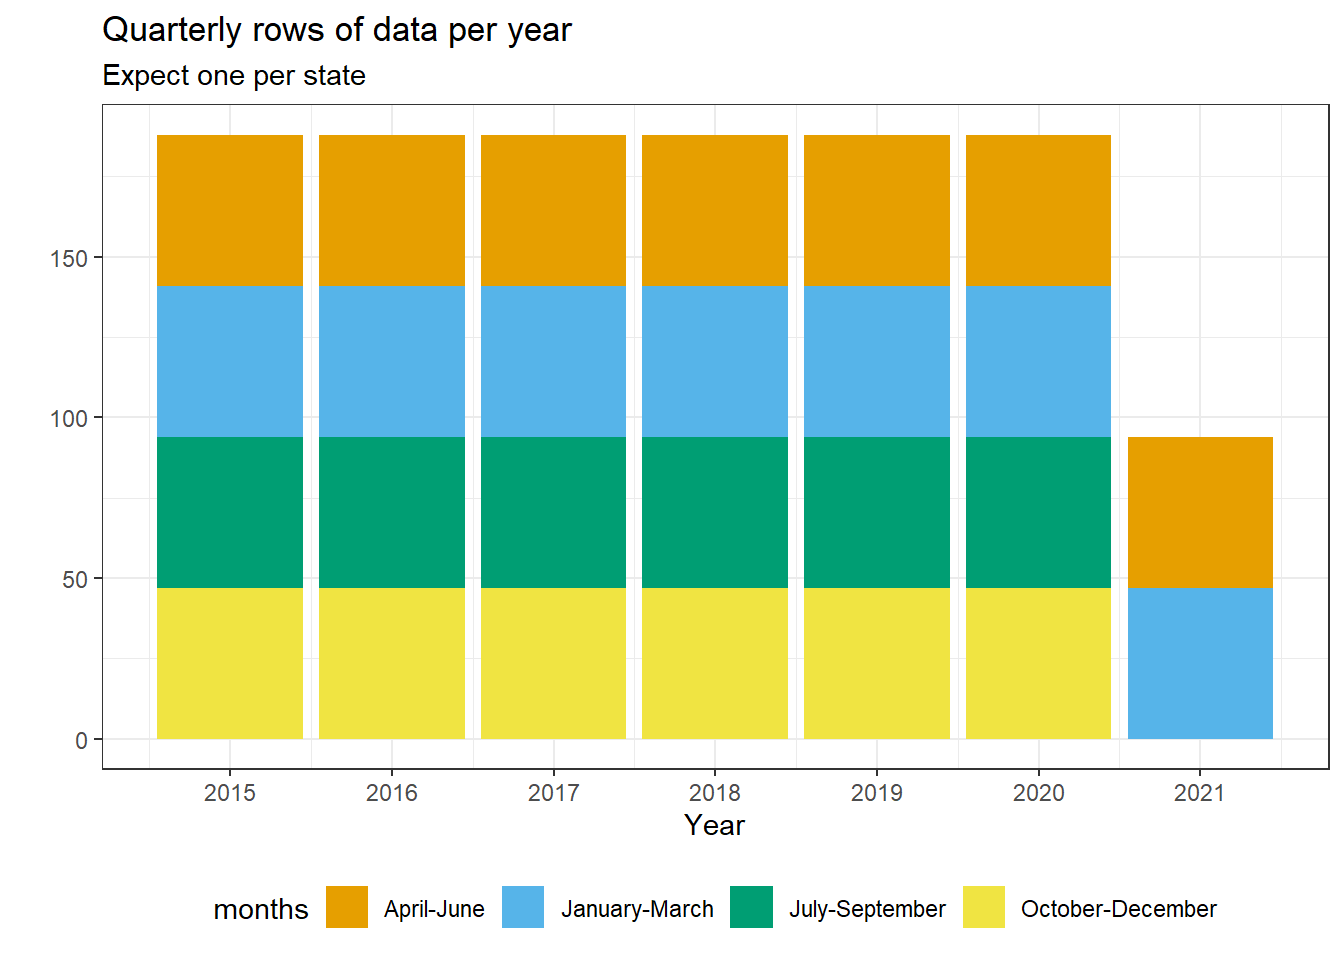 Quarterly rows of data per year
Expect one per state
150
100
50
0
2015 2016 2017 2018 2019 2020 2021
Year
months April-June January-March July-September October-December